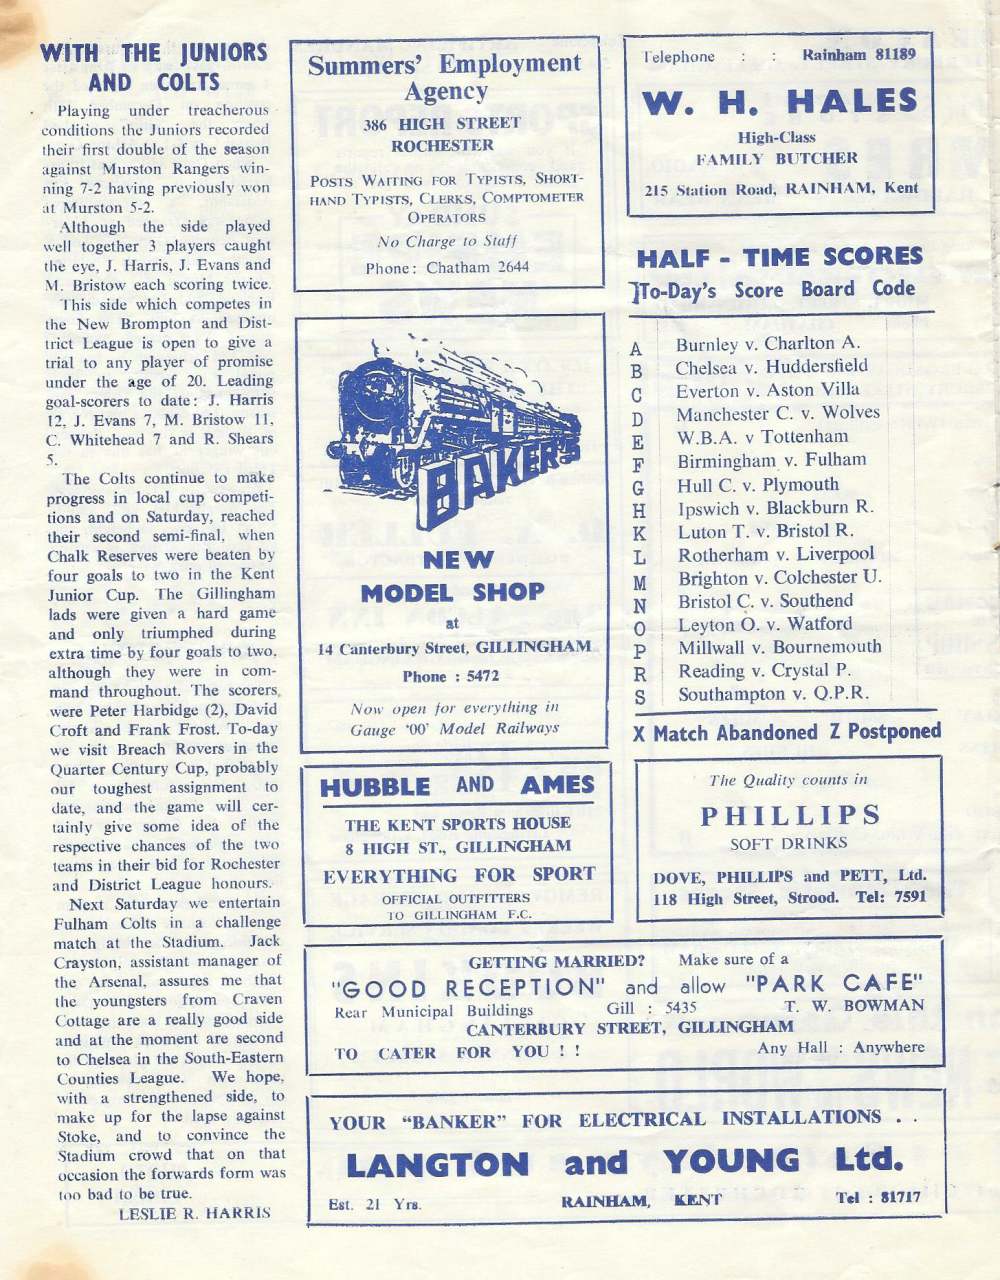 WITH THE JUNIORS
AND COLTS
Playing under treacherous
conditions the Juniors recorded
their first double of the season
against Murston Rangers win-
ning 7-2 having previously won
at Murston 5-2.
Although the side played
well together 3 players caught
the eye, J. Harris, J. Evans and
M. Bristow each scoring twice.
This side which competes in
the New Brompton and Dist-
trict League is open to give a
trial to any player of promise
under the age of 20. Leading
goal-scorers to date: J. Harris
12, J. Evans 7, M. Bristow 11,
C. Whitehead 7 and R. Shears
5.
The Colts continue to make
progress in local cup competi-
tions and on Saturday, reached
their second semi-final, when
Chalk Reserves were beaten by
four goals to two in the Kent
Junior Cup. The Gillingham
lads were given a hard game
and only triumphed during
extra time by four goals to two,
although they were in com-
mand throughout. The scorers
were Peter Harbidge (2), David
Croft and Frank Frost. To-day
we visit Breach Rovers in the
Quarter Century Cup, probably
our toughest assignment to
date, and the game will cer-
tainly give some idea of the
respective chances of the two
teams in their bid for Rochester
and District League honours.
Next Saturday we entertain
Fulham Colts in a challenge
match at the Stadium. Jack
Crayston, assistant manager of
the Arsenal, assures me that
the youngsters from Craven
Cottage are a really good side
and at the moment are second
to Chelsea in the South-Eastern
Counties League. We hope,
with a strengthened side, to
make up for the lapse against
Stoke, and to convince the
Stadium crowd that on that
occasion the forwards form was
too bad to be true.
LESLIE R. HARRIS
Summers' Employment
Agency
386 HIGH STREET
ROCHESTER
POSTS WAITING FOR TYPISTS, SHORT-
HAND TYPISTS, CLERKS, COMPTOMETER
OPERATORS
No Charge to Staff
Phone: Chatham 2644
BAKER'S
NEW
MODEL SHOP
at
14 Canterbury Street, GILLINGHAM
Phone : 5472
Now open for everything in
Gauge '00' Model Railways
HUBBLE AND AMES
THE KENT SPORTS HOUSE
8 HIGH ST., GILLINGHAM
EVERYTHING FOR SPORT
OFFICIAL OUTFITTERS
TO GILLINGHAM F.C.
Telephone : : Rainham 81189
W. H. HALES
High-Class
FAMILY BUTCHER
215 Station Road, RAINHAM, Kent
HALF - TIME SCORES
To-Day's Score Board Code
A Burnley v. Charlton A.
B Chelsea v. Huddersfield
C Everton v. Aston Villa
D Manchester C. v. Wolves
E W.B.A. v Tottenham
F Birmingham v. Fulham
G Hull C. v. Plymouth
H Ipswich v. Blackburn R.
K Luton T. v. Bristol R.
L Rotherham v. Liverpool
M Brighton v. Colchester U.
N Bristol C. v. Southend
O Leyton O. v. Watford
P Millwall v. Bournemouth
R Reading v. Crystal P.
S Southampton v. Q.P.R.
X Match Abandoned Z Postponed
The Quality counts in
PHILLIPS
SOFT DRINKS
DOVE, PHILLIPS and PETT, Ltd.
118 High Street, Strood. Tel: 7591
GETTING MARRIED? Make sure of a
"GOOD RECEPTION" and allow "PARK CAFE"
Rear Municipal Buildings Gill : 5435 T. W. BOWMAN
CANTERBURY STREET, GILLINGHAM
TO CATER FOR YOU ! ! Any Hall : Anywhere
YOUR "BANKER" FOR ELECTRICAL INSTALLATIONS . .
LANGTON and YOUNG Ltd.
Est. 21 Yrs. RAINHAM, KENT Tel : 81717